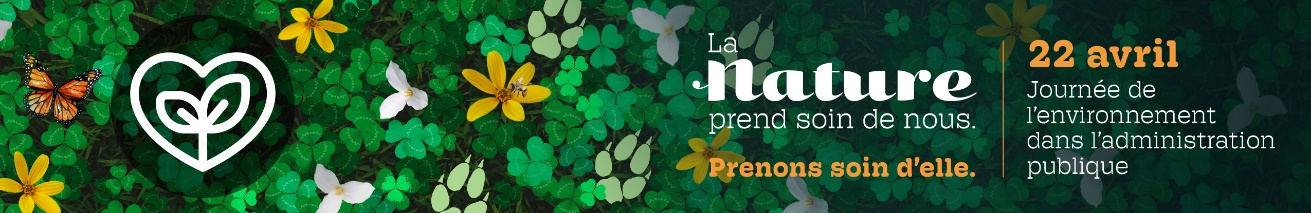 La
Nature
prend soin de nous.
Prenons soin d'elle.
22 avril
Journée de
l'environnement
dans l'administration
publique